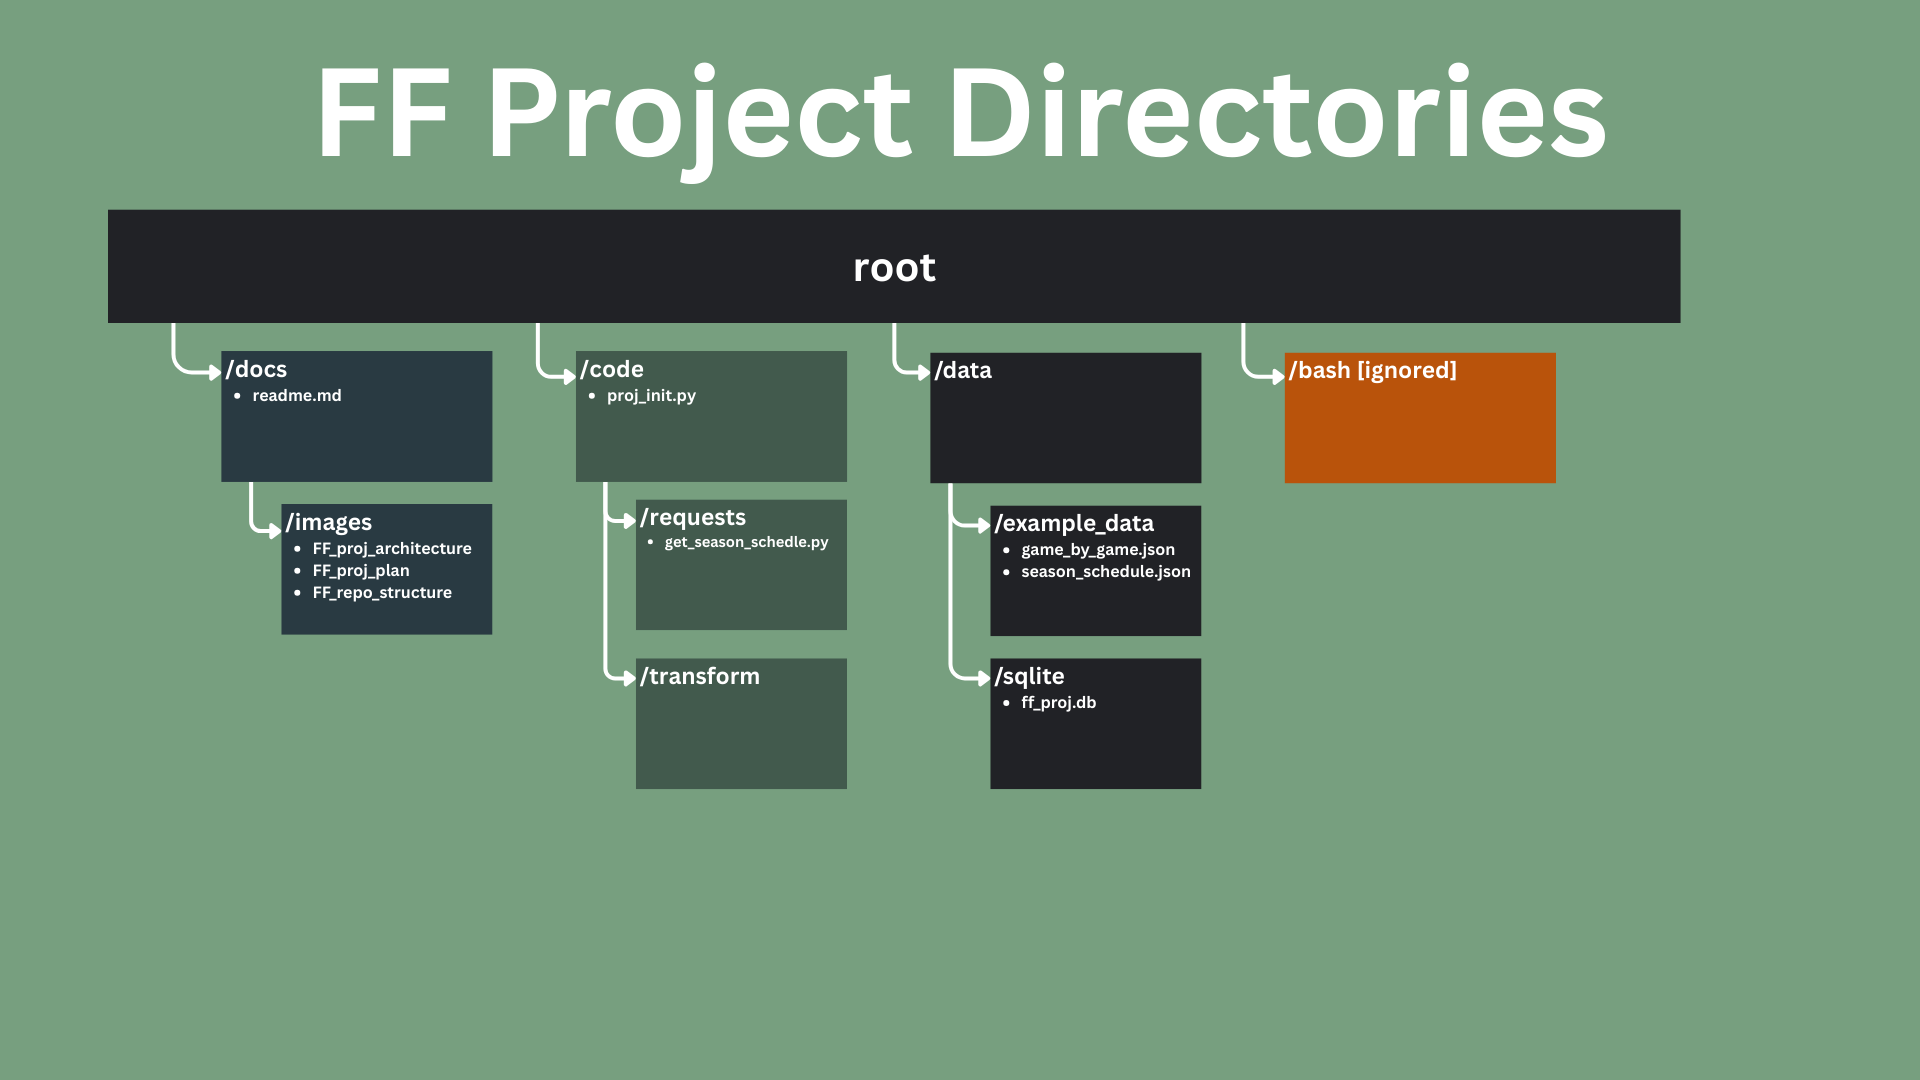 FF Project Directories
root
/docs
• readme.md
/images
• FF_proj_architecture
• FF_proj_plan
• FF_repo_structure
/code
• proj_init.py
/requests
• get_season_schedle.py
/transform
/data
/example_data
• game_by_game.json
• season_schedule.json
/sqlite
• ff_proj.db
/bash [ignored]